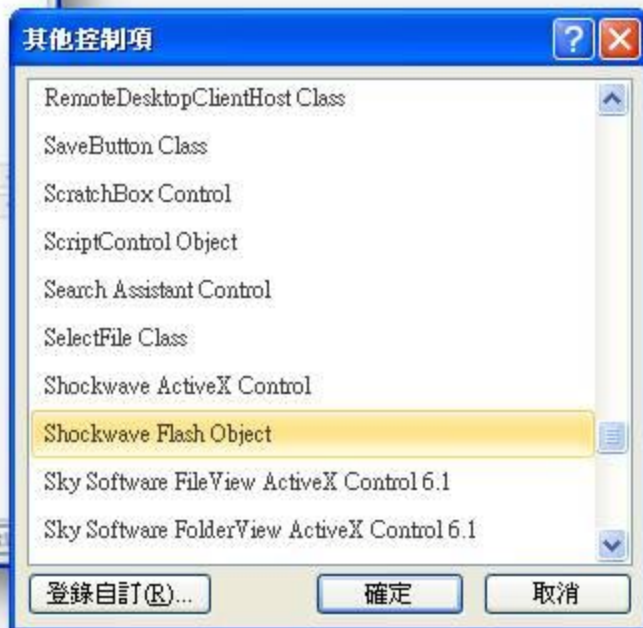 其他控制項
RemoteDesktopClientHost Class
SaveButton Class
ScratchBox Control
ScriptControl Object
Search Assistant Control
SelectFile Class
Shockwave ActiveX Control
Shockwave Flash Object
Sky Software FileView ActiveX Control 6.1
Sky Software FolderView ActiveX Control 6.1
登錄自訂(R)... 確定 取消